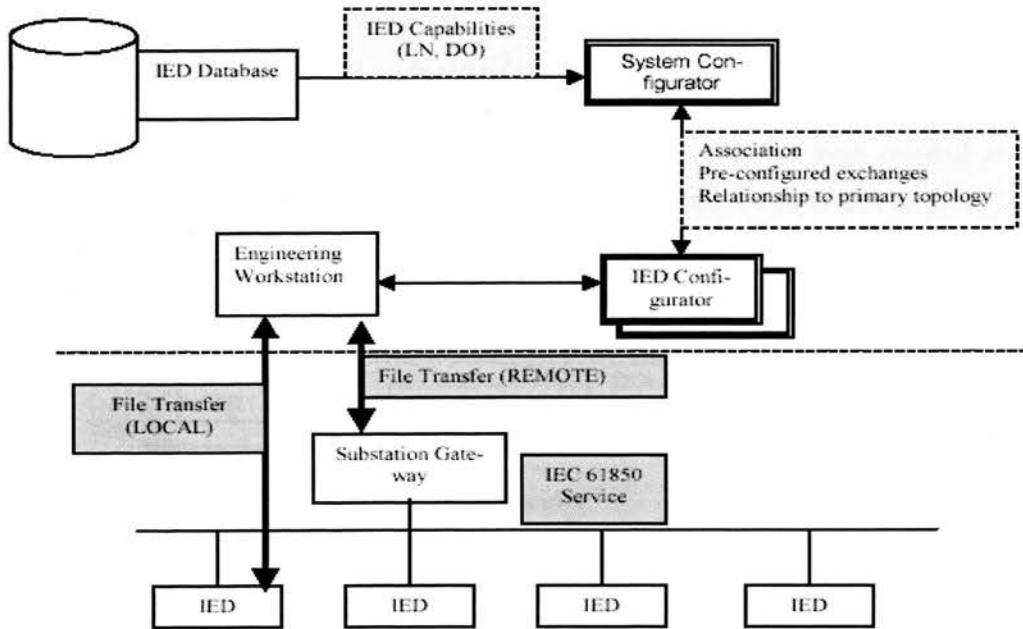 IED Capabilities
(LN, DO)
IED Database
System Con-
figurator
Association
Pre-configured exchanges
Relationship to primary topology
Engineering
Workstation
IED Confi-
gurator
File Transfer (REMOTE)
File Transfer
(LOCAL)
Substation Gate-
way
IEC 61850
Service
IED
IED
IED
IED